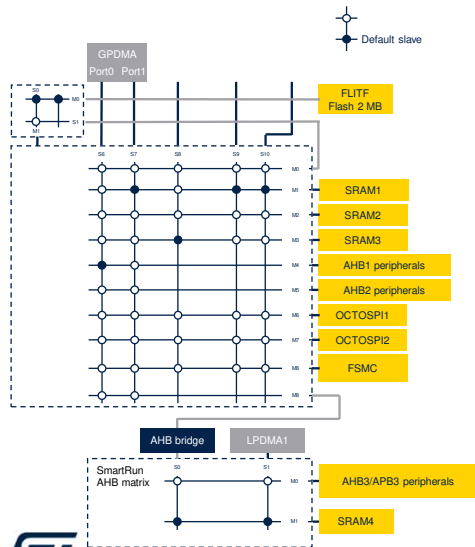 Default slave
GPDMA
Port0 Port1
S0
M0
S1
M1
FLITF
Flash 2 MB
S6 S7 S8 S9 S10
M0
M1
SRAM1
M2
SRAM2
M3
SRAM3
M4
AHB1 peripherals
M5
AHB2 peripherals
M6
OCTOSPI1
M7
OCTOSPI2
M8
FSMC
AHB bridge
LPDMA1
SmartRun
AHB matrix
S0 S1
M0
AHB3/APB3 peripherals
M1
SRAM4